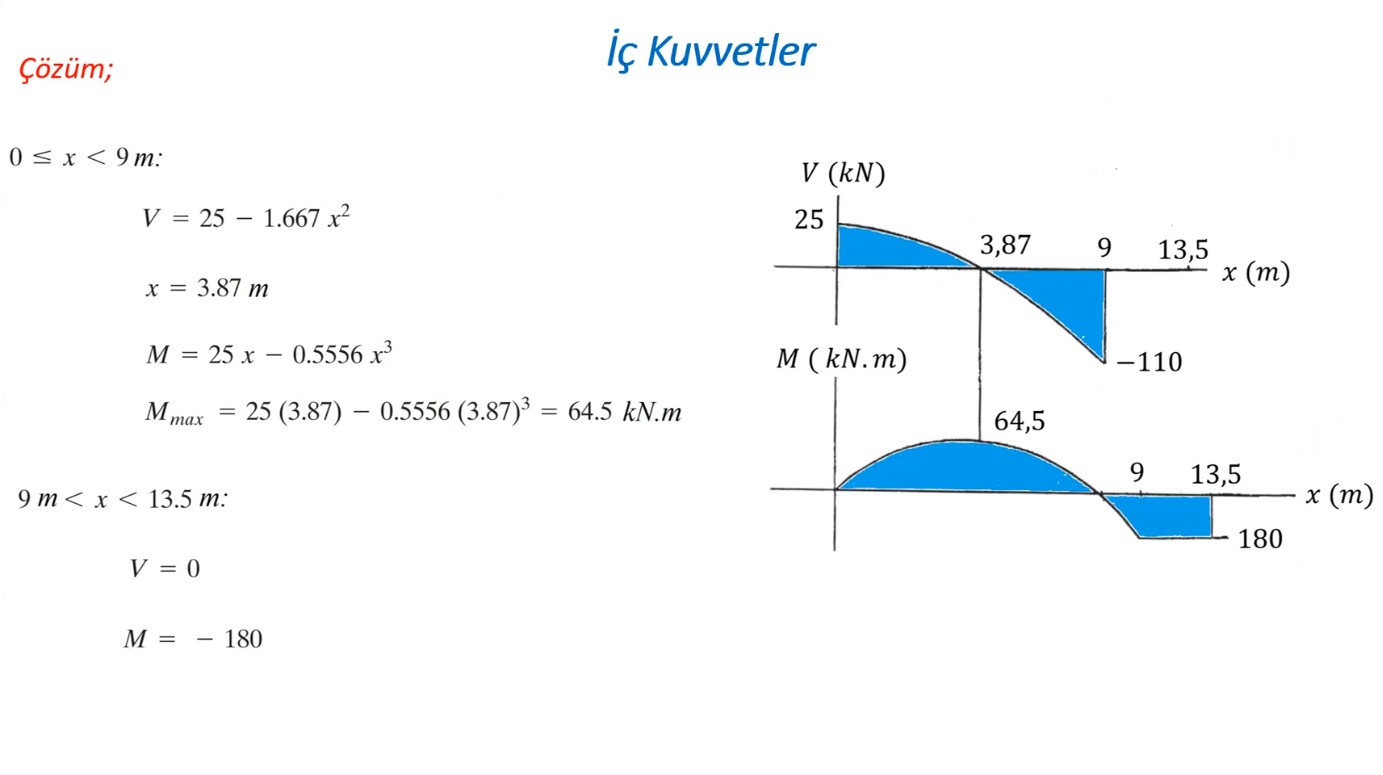 İç Kuvvetler
Çözüm;
0 ≤ x < 9 m:
V = 25 − 1.667 x²
x = 3.87 m
M = 25 x − 0.5556 x³
Mmax = 25 (3.87) − 0.5556 (3.87)³ = 64.5 kN.m
9 m < x < 13.5 m:
V = 0
M = − 180
V (kN)
25
3,87
9
13,5
x (m)
−110
M ( kN.m)
64,5
9
13,5
x (m)
− 180